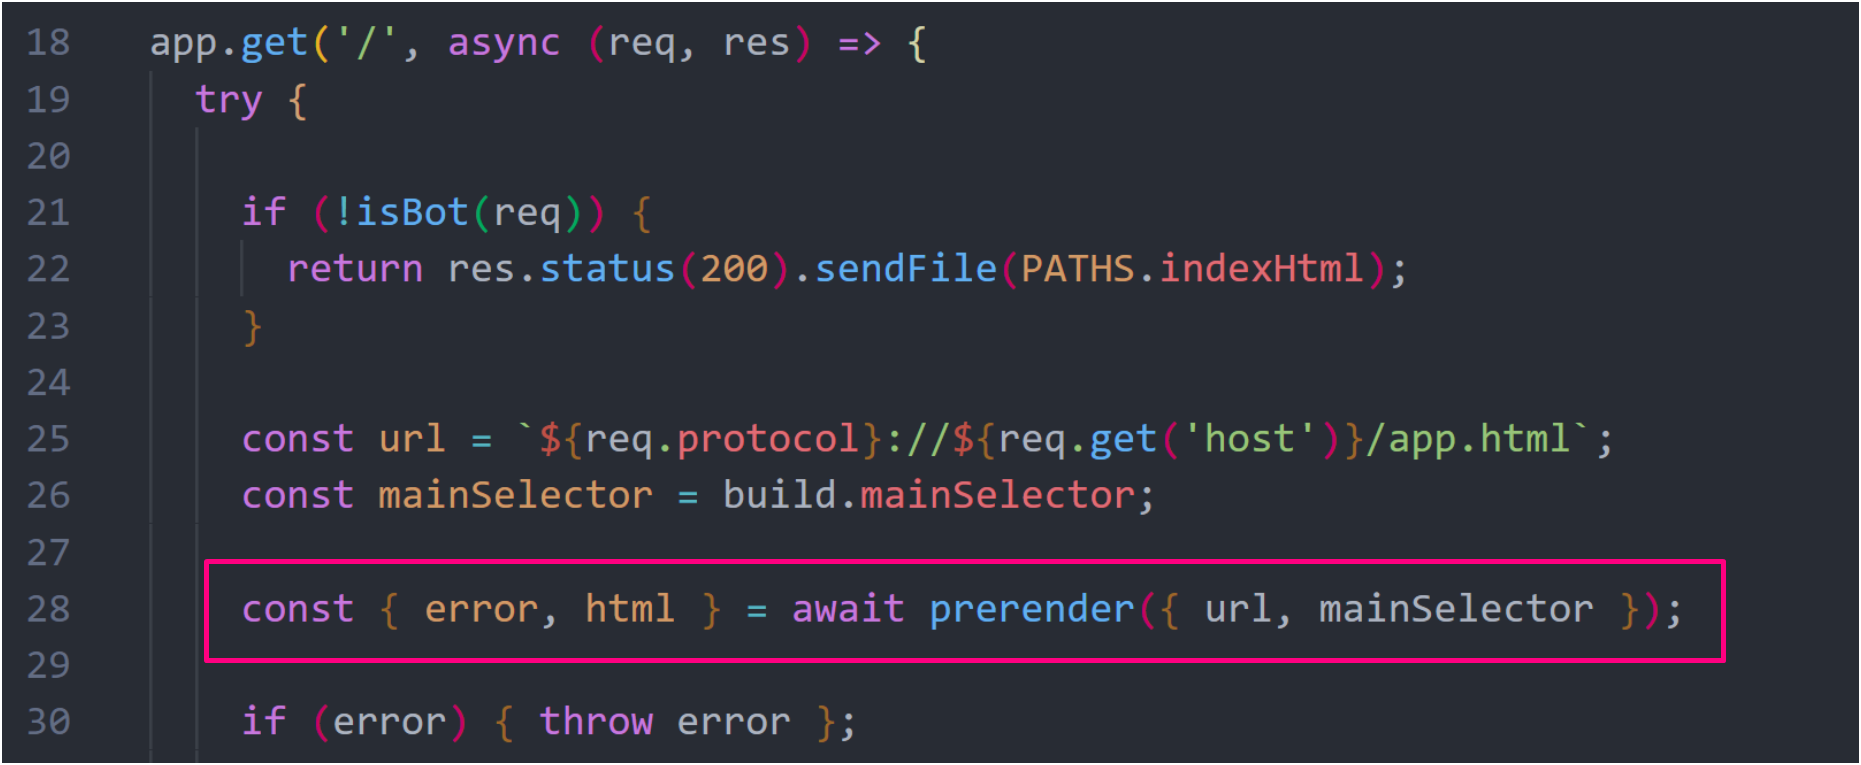 18 app.get('/', async (req, res) => {
19 try {
20
21 if (!isBot(req)) {
22 return res.status(200).sendFile(PATHS.indexHtml);
23 }
24
25 const url = `${req.protocol}://${req.get('host')}/app.html`;
26 const mainSelector = build.mainSelector;
27
28 const { error, html } = await prerender({ url, mainSelector });
29
30 if (error) { throw error };